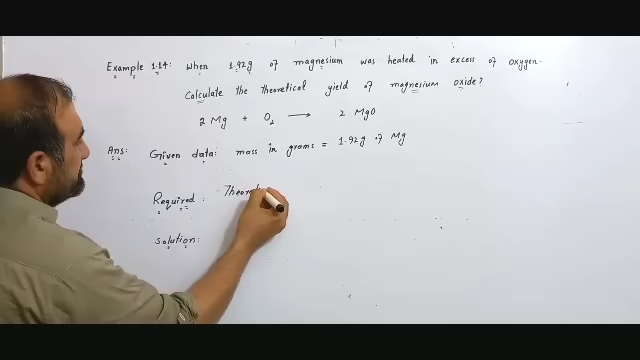 Example 1.14: When 1.92g of magnesium was heated in excess of oxygen.
Calculate the theoretical yield of magnesium oxide?
2 Mg + O2 → 2 MgO
Ans: Given data: mass in grams = 1.92g of Mg
Required: Theore
Solution: